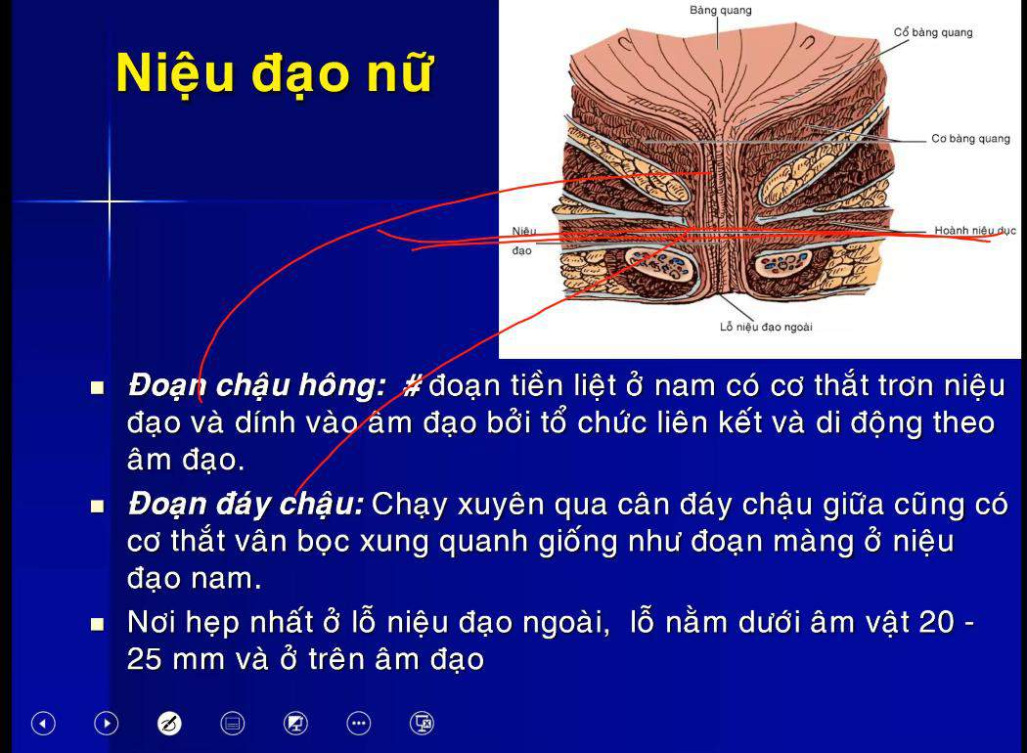 Niệu đạo nữ
Bàng quang
Cổ bàng quang
Cơ bàng quang
Niệu
đạo
Hoành niệu dục
Lỗ niệu đạo ngoài
Đoạn chậu hông: # đoạn tiền liệt ở nam có cơ thắt trơn niệu
đạo và dính vào âm đạo bởi tổ chức liên kết và di động theo
âm đạo.
Đoạn đáy chậu: Chạy xuyên qua cân đáy chậu giữa cũng có
cơ thắt vân bọc xung quanh giống như đoạn màng ở niệu
đạo nam.
Nơi hẹp nhất ở lỗ niệu đạo ngoài, lỗ nằm dưới âm vật 20 -
25 mm và ở trên âm đạo